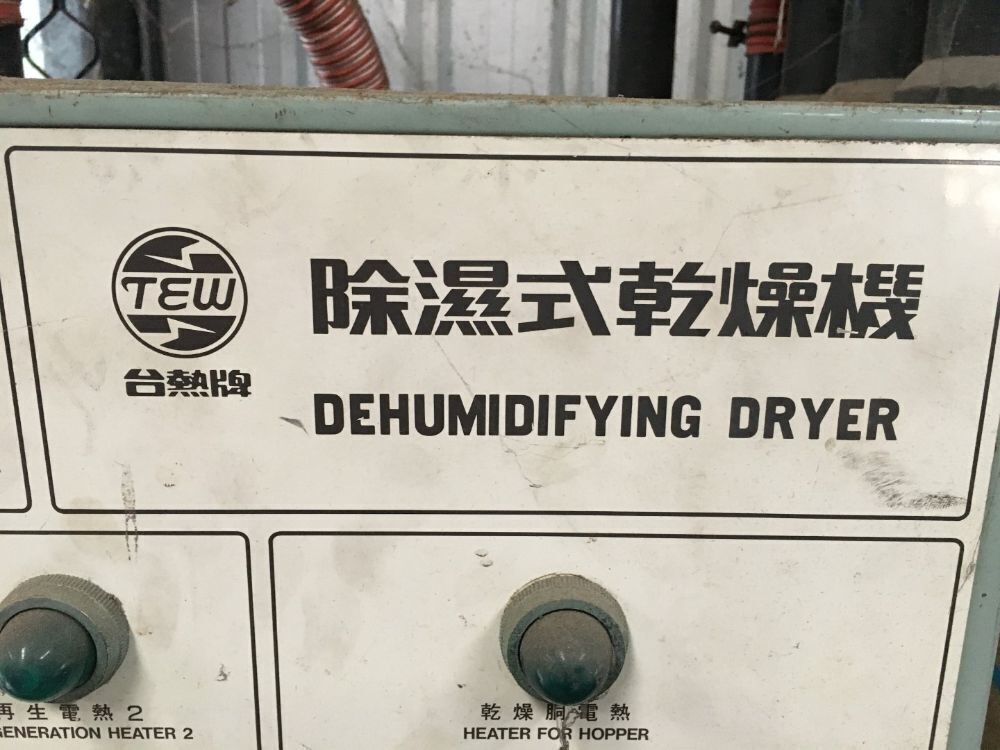 TEW
台熱牌
除濕式乾燥機
DEHUMIDIFYING DRYER
再生電熱2
GENERATION HEATER 2
乾燥胴電熱
HEATER FOR HOPPER